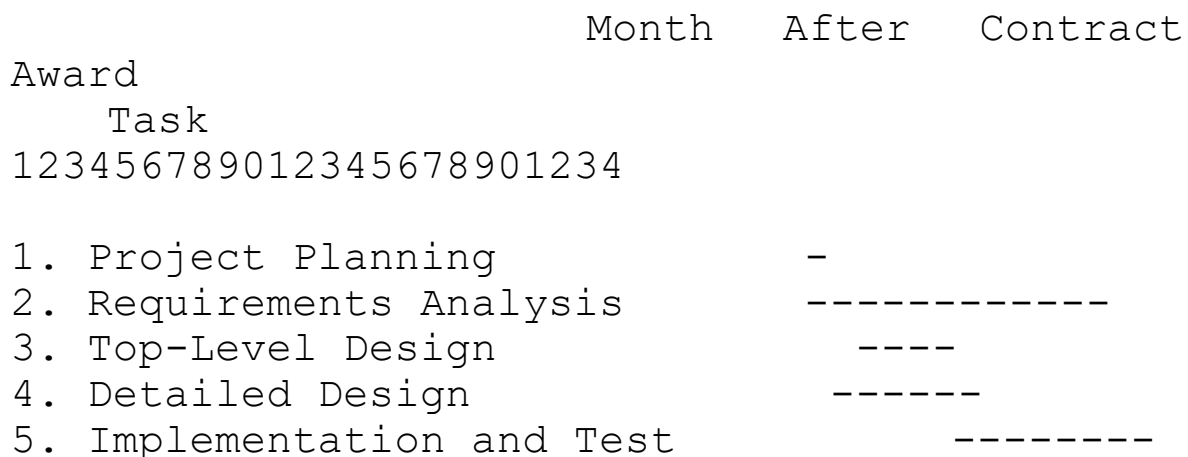 Month After Contract
Award
Task
123456789012345678901234
1. Project Planning -
2. Requirements Analysis ------------
3. Top-Level Design ----
4. Detailed Design ------
5. Implementation and Test --------